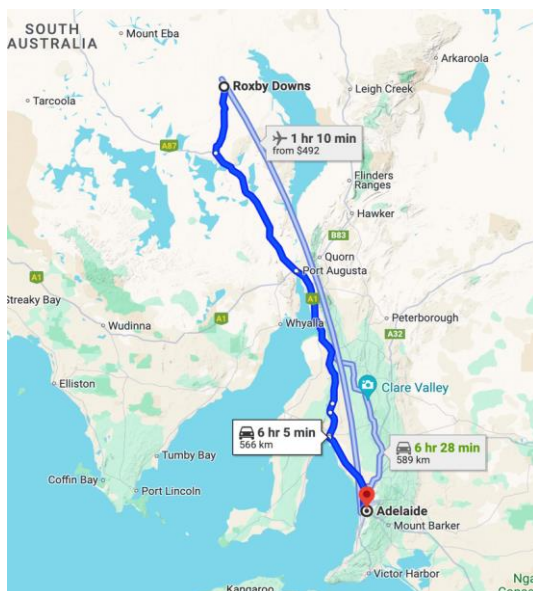 SOUTH
AUSTRALIA
Mount Eba
Arkaroola
Roxby Downs
Leigh Creek
Tarcoola
1 hr 10 min
from $492
A87
Flinders
Ranges
Hawker
B83
Quorn
Port Augusta
A1
A1
Streaky Bay
Whyalla
Peterborough
Wudinna
A32
Clare Valley
Elliston
6 hr 5 min
566 km
6 hr 28 min
589 km
Tumby Bay
Coffin Bay
Port Lincoln
Adelaide
Mount Barker
Victor Harbor
Kangaroo
Nga